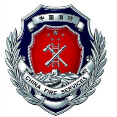 中国消防
CHINA FIRE SERVICES